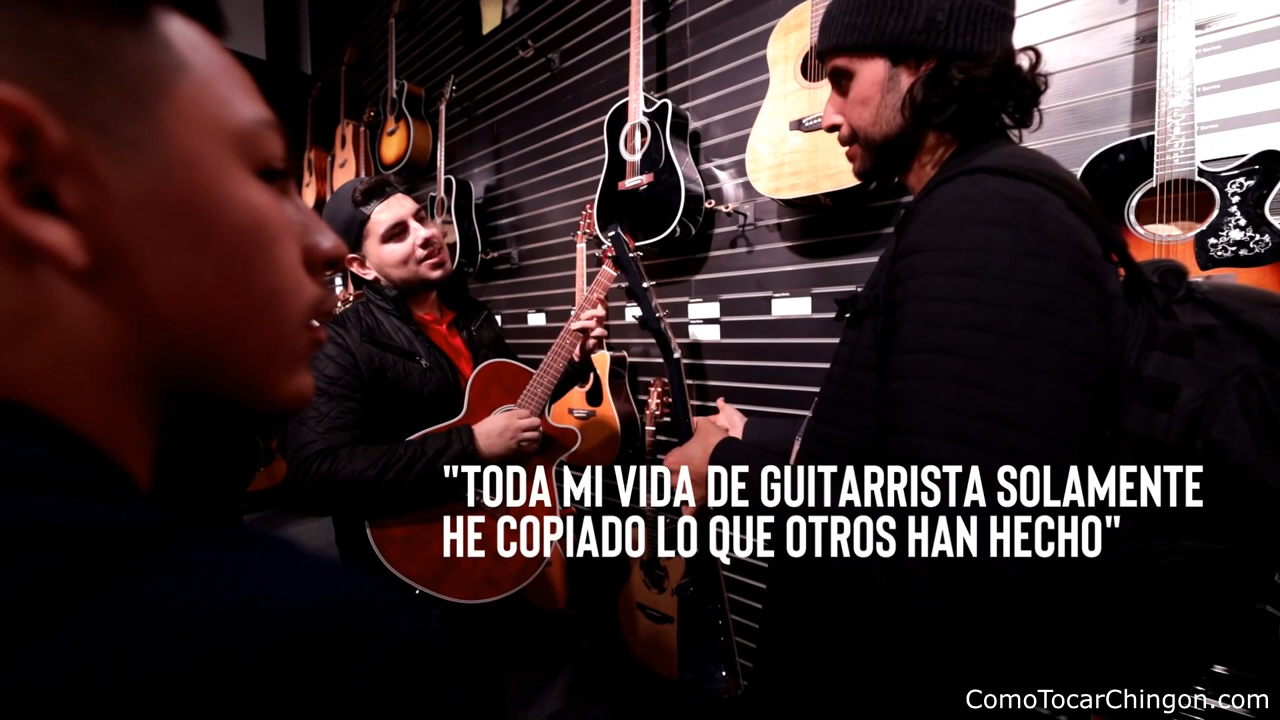 "TODA MI VIDA DE GUITARRISTA SOLAMENTE
HE COPIADO LO QUE OTROS HAN HECHO"
ComoTocarChingon.com